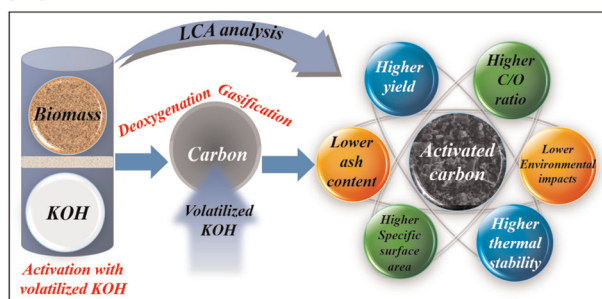 LCA analysis
Biomass
KOH
Activation with
volatilized KOH
Deoxygenation Gasification
Carbon
Volatilized
KOH
Higher
yield
Higher
C/O
ratio
Lower
ash
content
Activated
carbon
Lower
Environmental
impacts
Higher
Specific
surface
area
Higher
thermal
stability